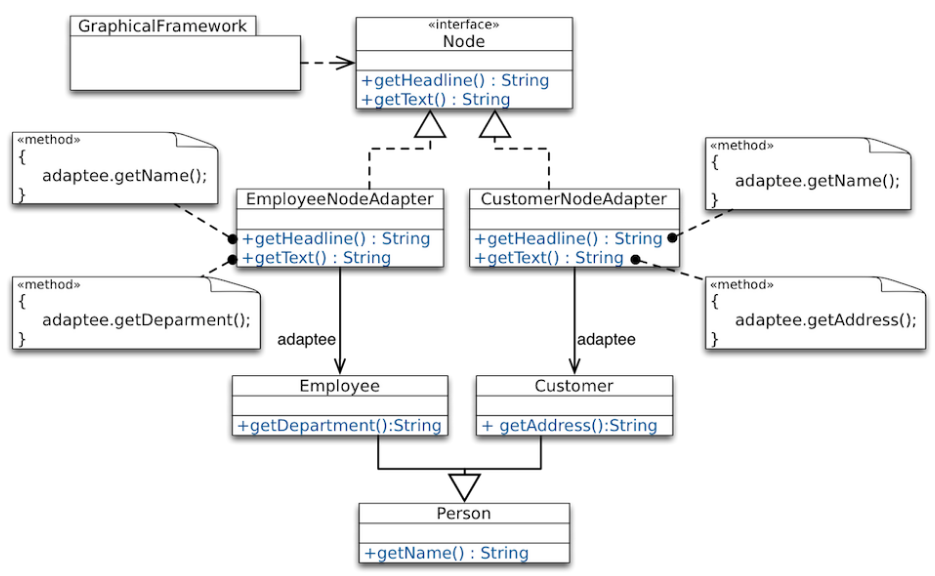 GraphicalFramework
«interface»
Node
+getHeadline() : String
+getText() : String
«method»
{
adaptee.getName();
}
«method»
{
adaptee.getName();
}
EmployeeNodeAdapter
+getHeadline() : String
+getText() : String
CustomerNodeAdapter
+getHeadline() : String
+getText() : String
«method»
{
adaptee.getDeparment();
}
«method»
{
adaptee.getAddress();
}
adaptee
adaptee
Employee
+getDepartment():String
Customer
+ getAddress():String
Person
+getName() : String